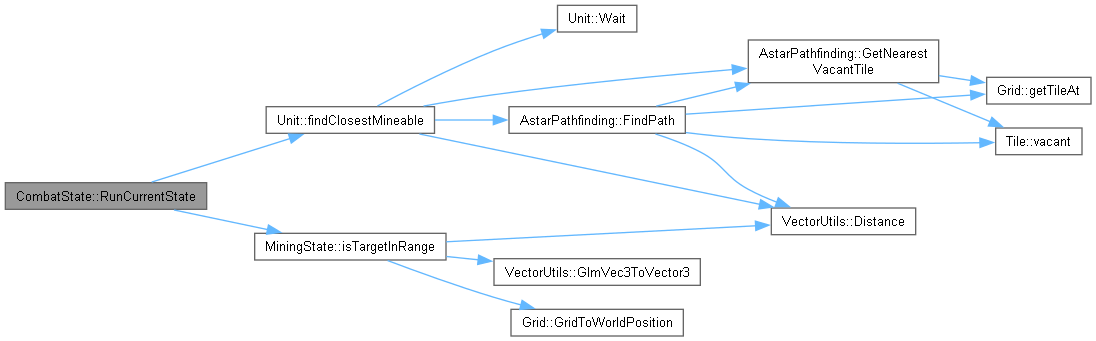 Unit::Wait
AstarPathfinding::GetNearest
VacantTile
Grid::getTileAt
Unit::findClosestMineable
AstarPathfinding::FindPath
Tile::vacant
CombatState::RunCurrentState
VectorUtils::Distance
MiningState::isTargetInRange
VectorUtils::GlmVec3ToVector3
Grid::GridToWorldPosition